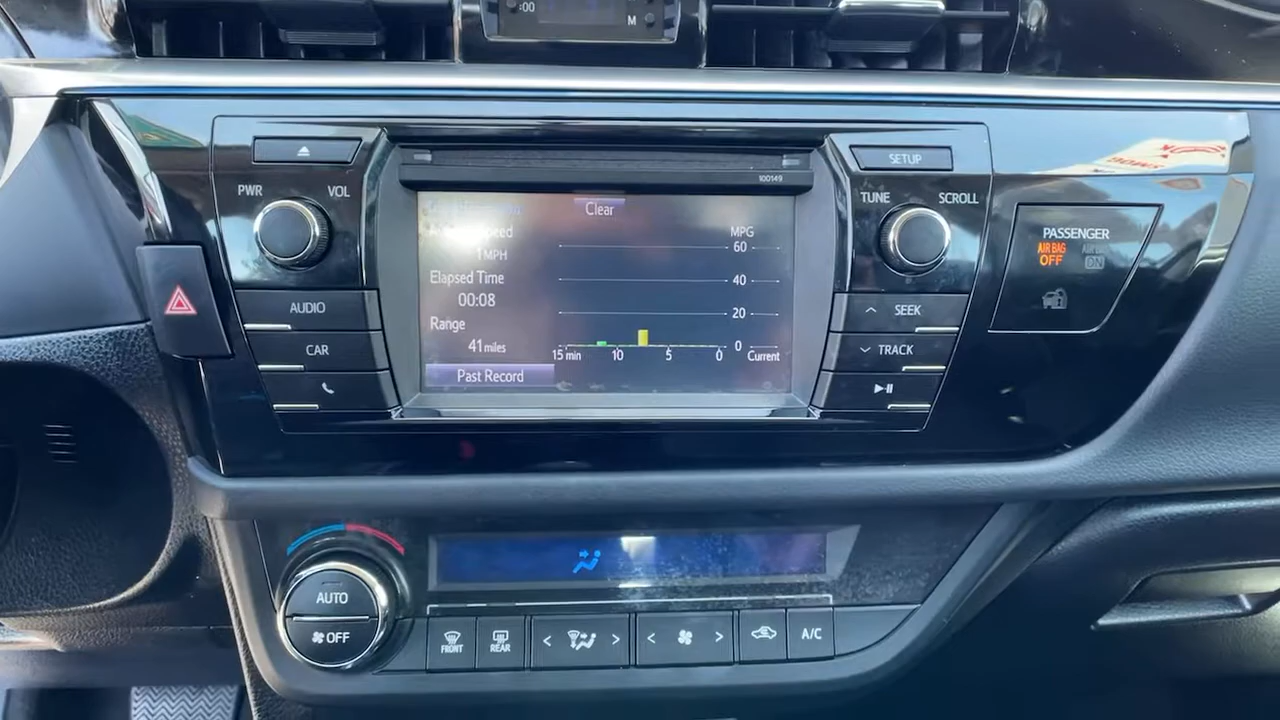 :00
M
SETUP
100149
PWR
VOL
TUNE
SCROLL
Clear
MPG
1 MPH
60
Elapsed Time
40
00:08
20
Range
41 miles
0
15 min
10
5
0
Current
Past Record
AUDIO
CAR
SEEK
TRACK
PASSENGER
AIR BAG
OFF
ON
AUTO
OFF
FRONT
REAR
A/C